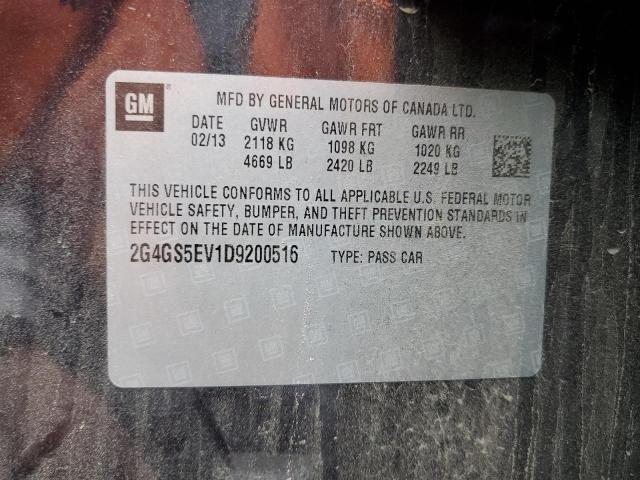 GM
MFD BY GENERAL MOTORS OF CANADA LTD.
DATE GVWR GAWR FRT GAWR RR
02/13 2118 KG 1098 KG 1020 KG
4669 LB 2420 LB 2249 LB
THIS VEHICLE CONFORMS TO ALL APPLICABLE U.S. FEDERAL MOTOR
VEHICLE SAFETY, BUMPER, AND THEFT PREVENTION STANDARDS IN
EFFECT ON THE DATE OF MANUFACTURE SHOWN ABOVE.
2G4GS5EV1D9200516 TYPE: PASS CAR